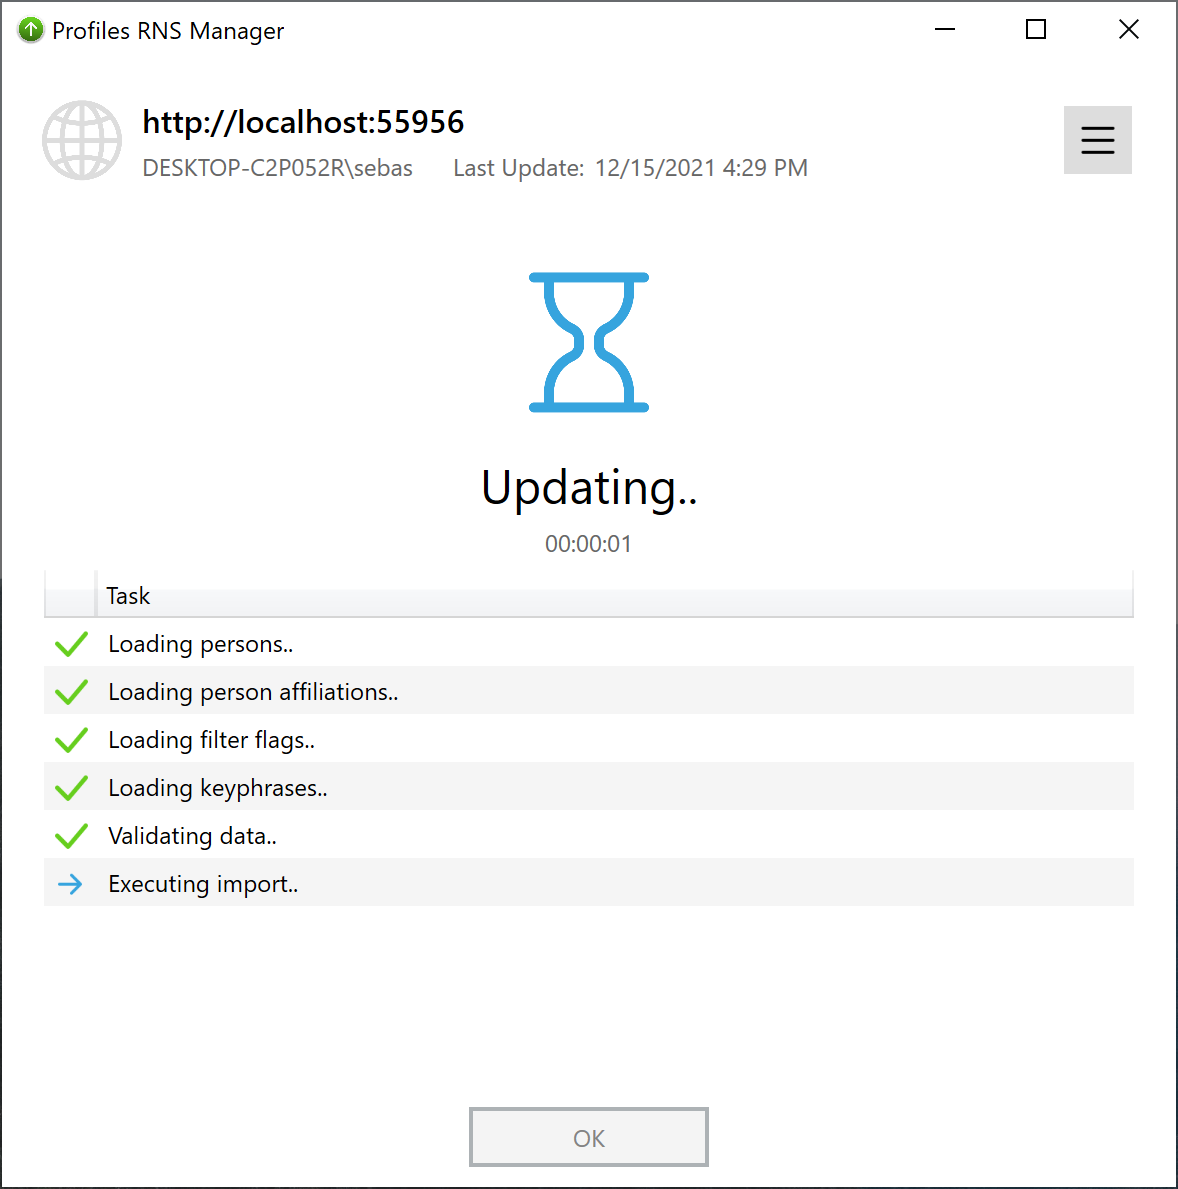 Profiles RNS Manager
http://localhost:55956
DESKTOP-C2P052R\sebas Last Update: 12/15/2021 4:29 PM
Updating..
00:00:01
Task
Loading persons..
Loading person affiliations..
Loading filter flags..
Loading keyphrases..
Validating data..
Executing import..
OK